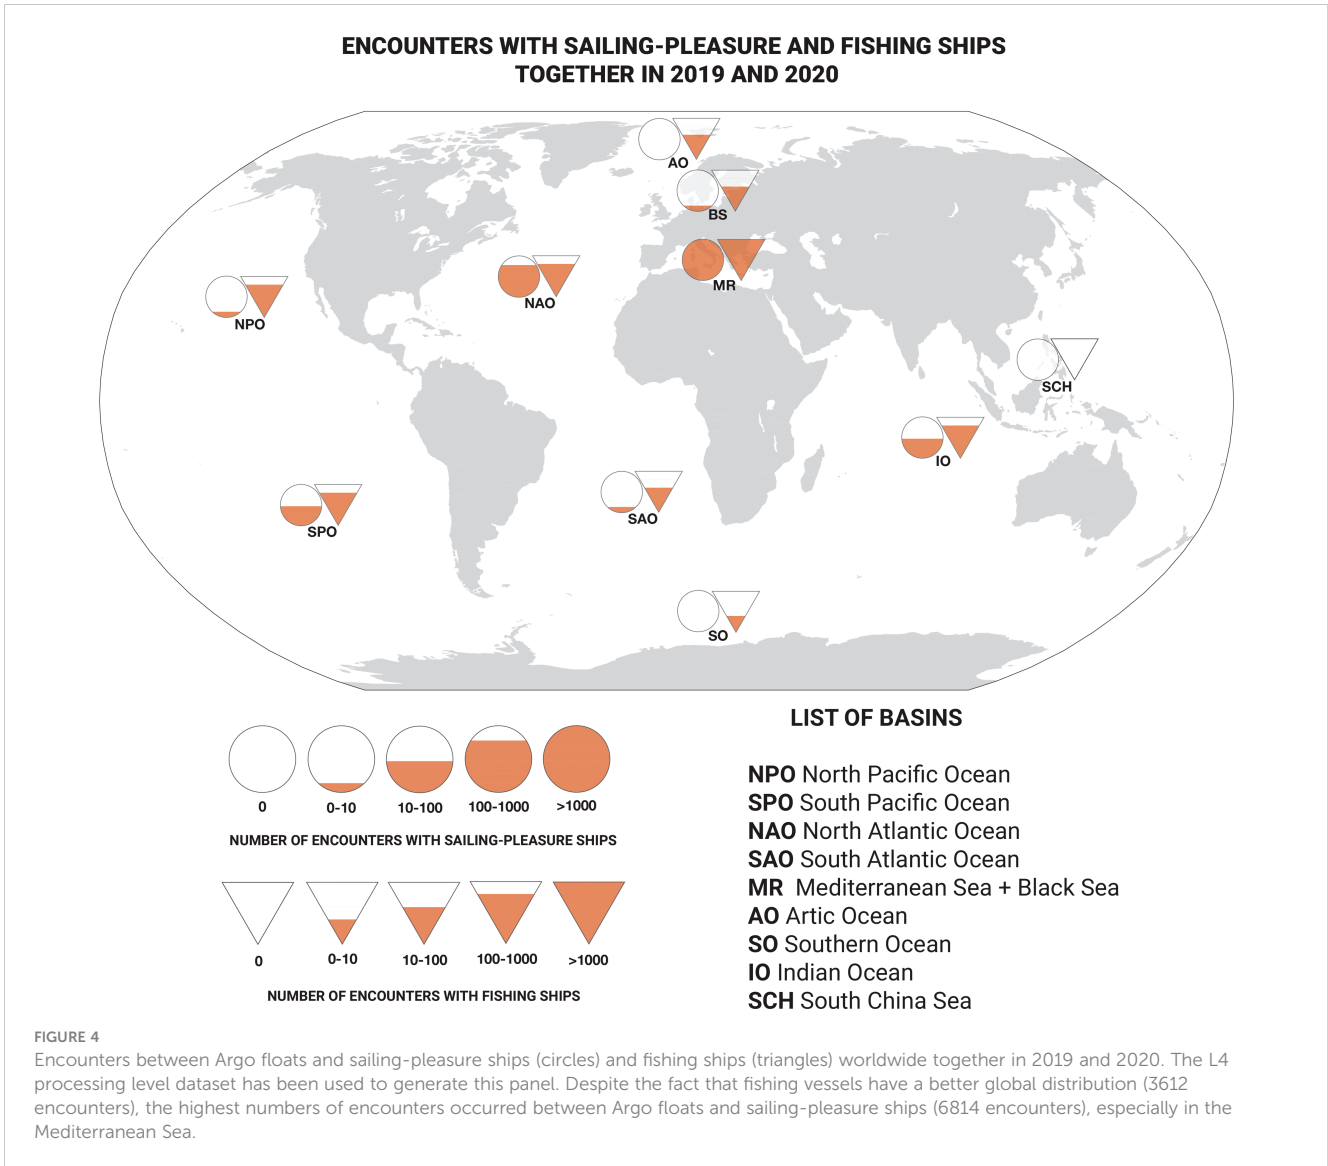 ENCOUNTERS WITH SAILING-PLEASURE AND FISHING SHIPS
TOGETHER IN 2019 AND 2020
AO
BS
MR
NAO
NPO
SCH
IO
SPO
SAO
SO
0
0-10
10-100
100-1000
>1000
NUMBER OF ENCOUNTERS WITH SAILING-PLEASURE SHIPS
0
0-10
10-100
100-1000
>1000
NUMBER OF ENCOUNTERS WITH FISHING SHIPS
LIST OF BASINS
NPO North Pacific Ocean
SPO South Pacific Ocean
NAO North Atlantic Ocean
SAO South Atlantic Ocean
MR Mediterranean Sea + Black Sea
AO Artic Ocean
SO Southern Ocean
IO Indian Ocean
SCH South China Sea
FIGURE 4
Encounters between Argo floats and sailing-pleasure ships (circles) and fishing ships (triangles) worldwide together in 2019 and 2020. The L4
processing level dataset has been used to generate this panel. Despite the fact that fishing vessels have a better global distribution (3612
encounters), the highest numbers of encounters occurred between Argo floats and sailing-pleasure ships (6814 encounters), especially in the
Mediterranean Sea.